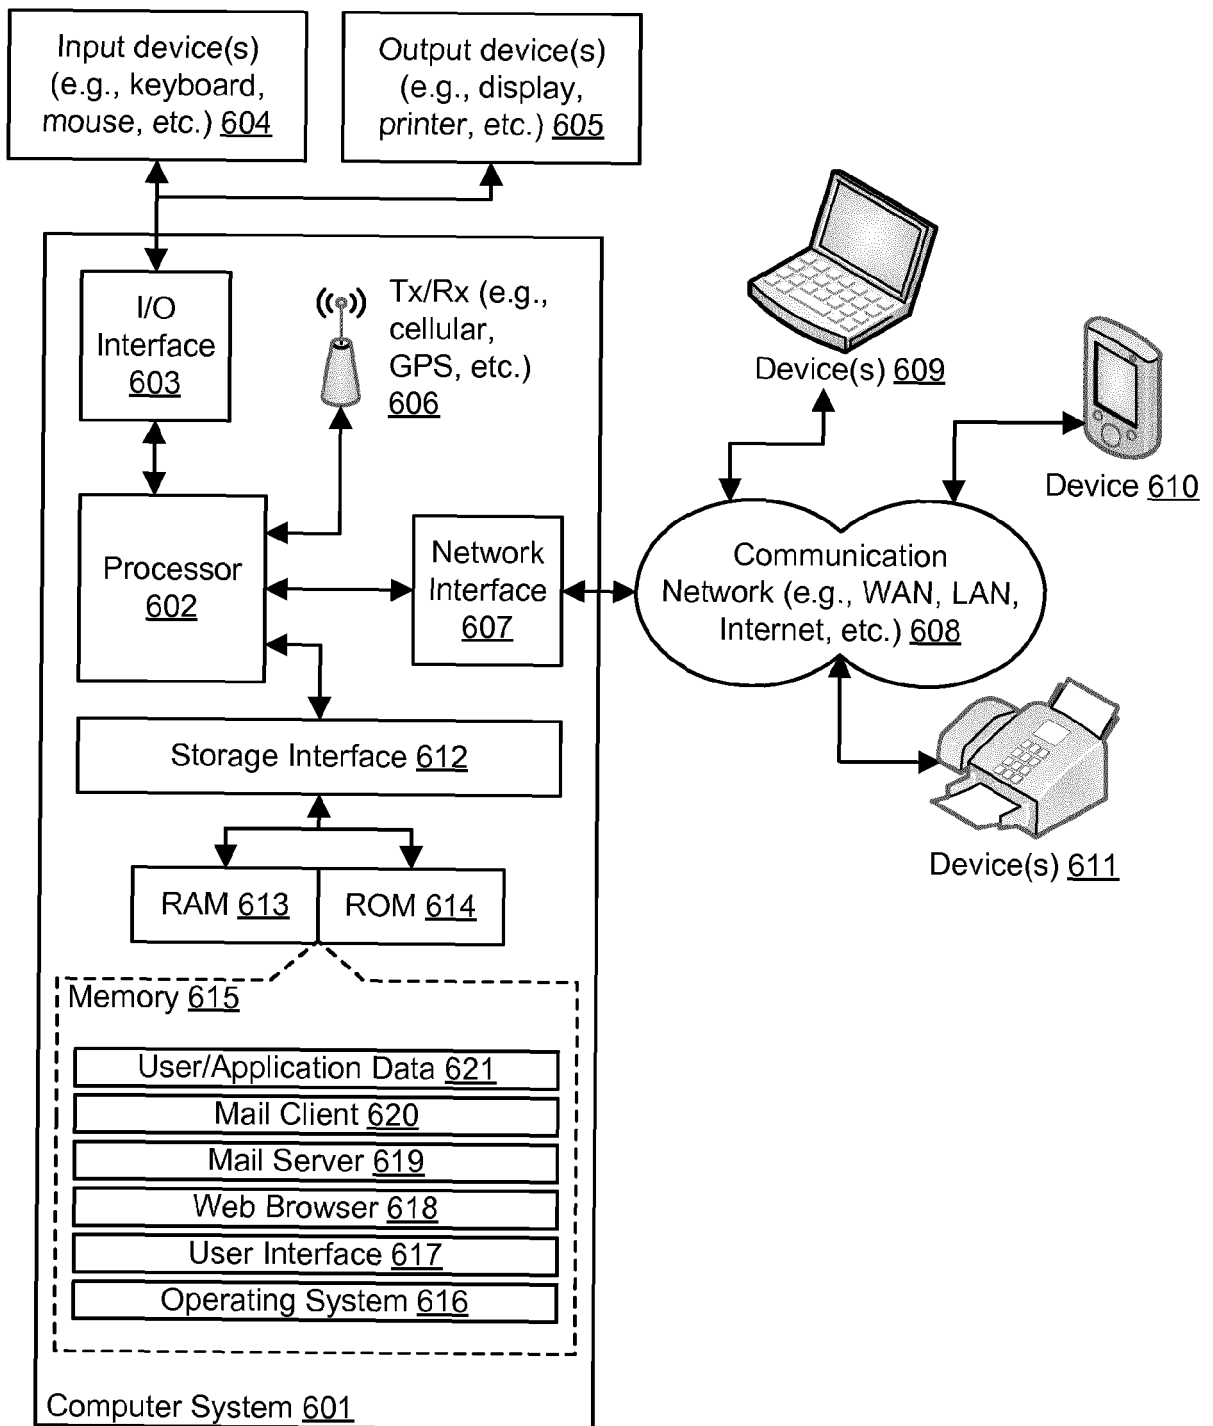 Input device(s)
(e.g., keyboard,
mouse, etc.) 604
Output device(s)
(e.g., display,
printer, etc.) 605
I/O
Interface
603
Tx/Rx (e.g.,
cellular,
GPS, etc.)
606
Device(s) 609
Device 610
Processor
602
Network
Interface
607
Communication
Network (e.g., WAN, LAN,
Internet, etc.) 608
Storage Interface 612
Device(s) 611
RAM 613
ROM 614
Memory 615
User/Application Data 621
Mail Client 620
Mail Server 619
Web Browser 618
User Interface 617
Operating System 616
Computer System 601